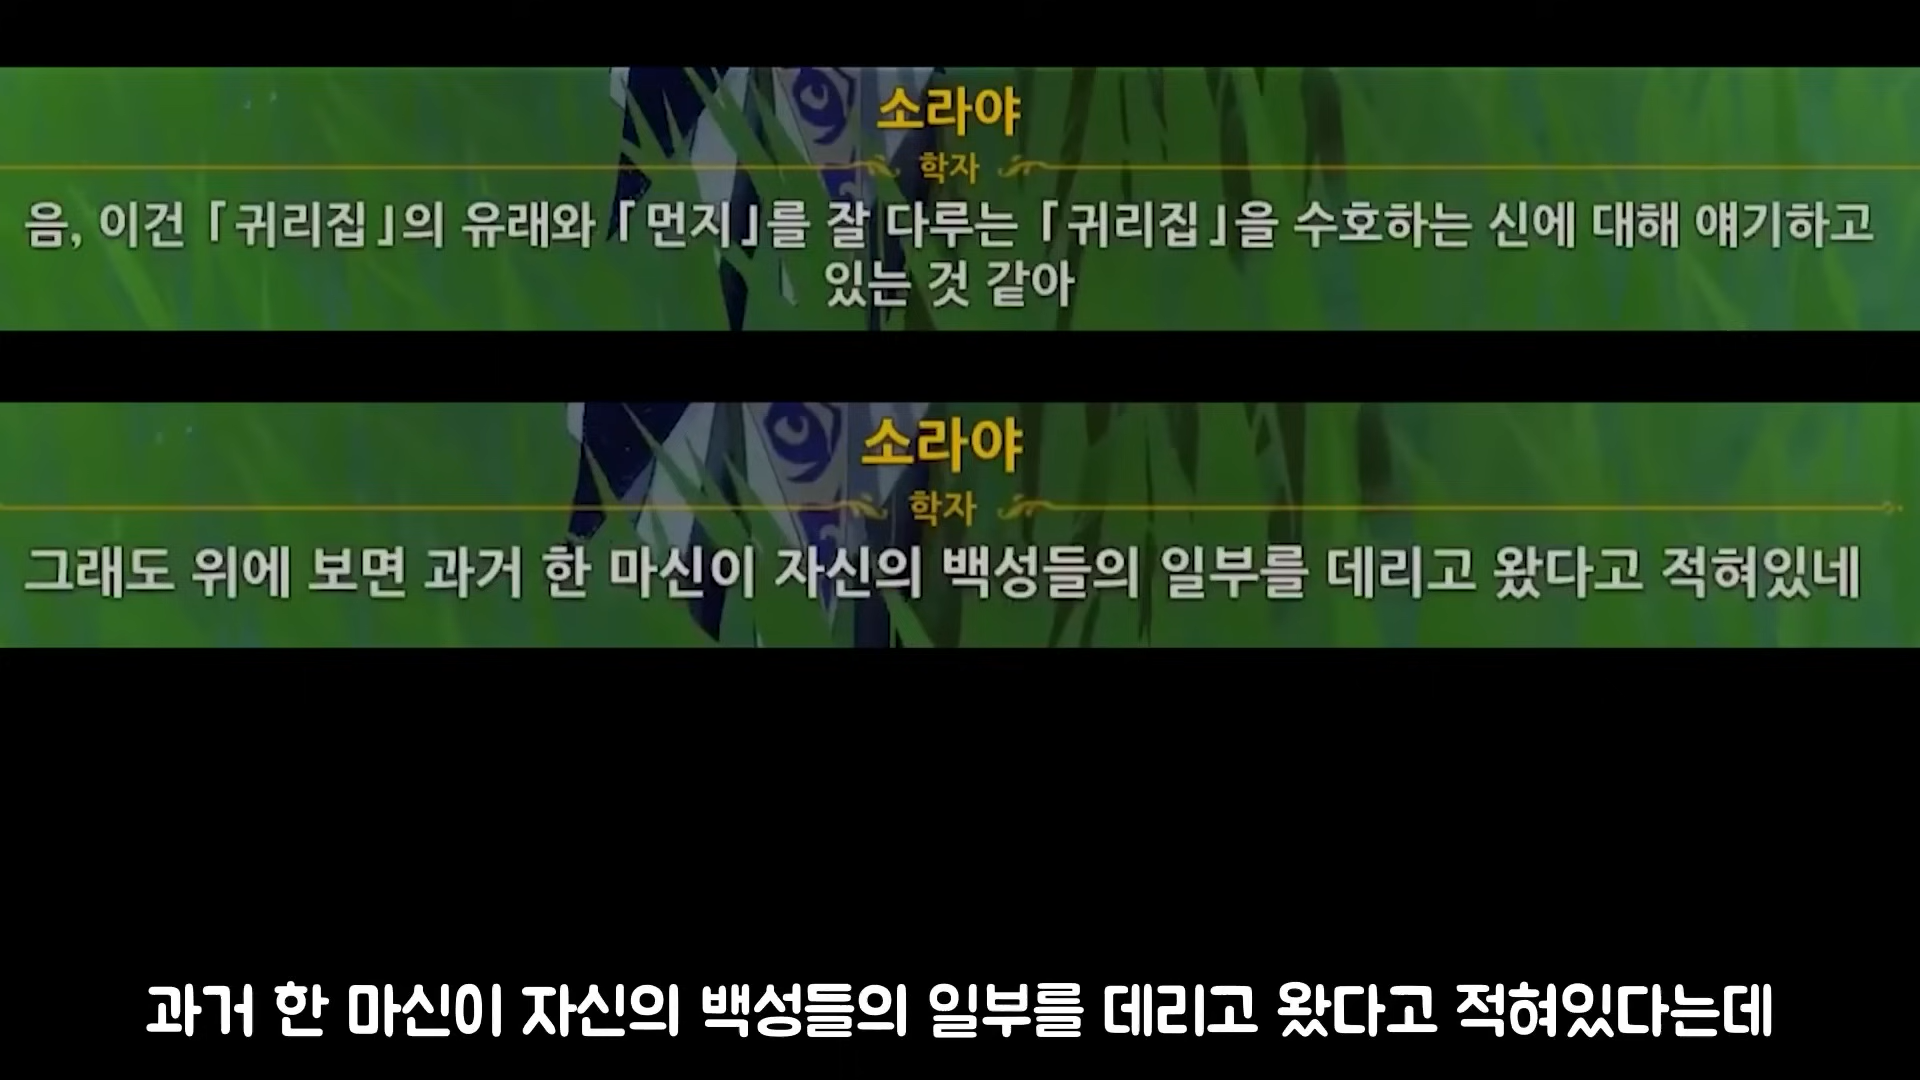 소라야
학자
음, 이건 「귀리집」의 유래와 「먼지」를 잘 다루는 「귀리집」을 수호하는 신에 대해 얘기하고
있는 것 같아
소라야
학자
그래도 위에 보면 과거 한 마신이 자신의 백성들의 일부를 데리고 왔다고 적혀있네
과거 한 마신이 자신의 백성들의 일부를 데리고 왔다고 적혀있다는데